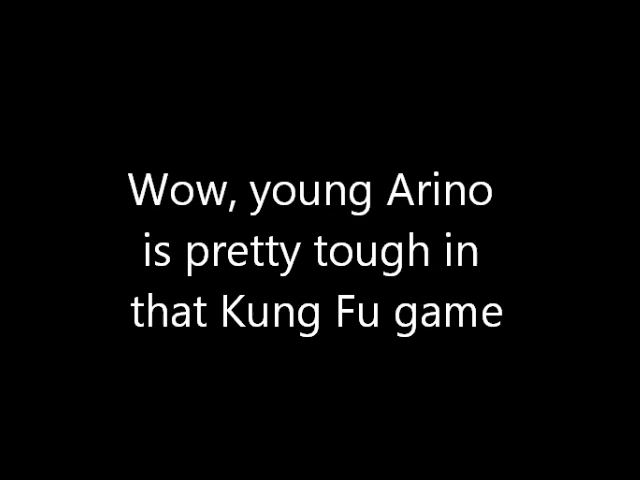 Wow, young Arino
is pretty tough in
that Kung Fu game